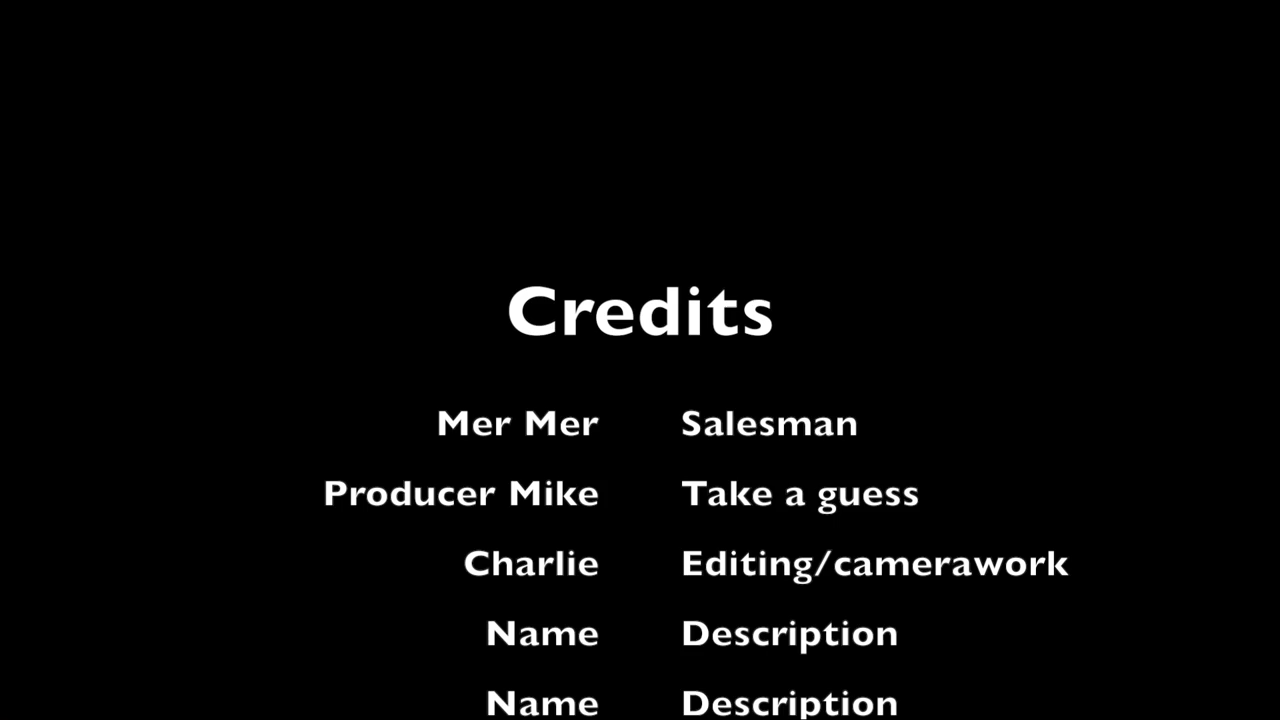 Credits
Mer Mer Salesman
Producer Mike Take a guess
Charlie Editing/camerawork
Name Description
Name Description